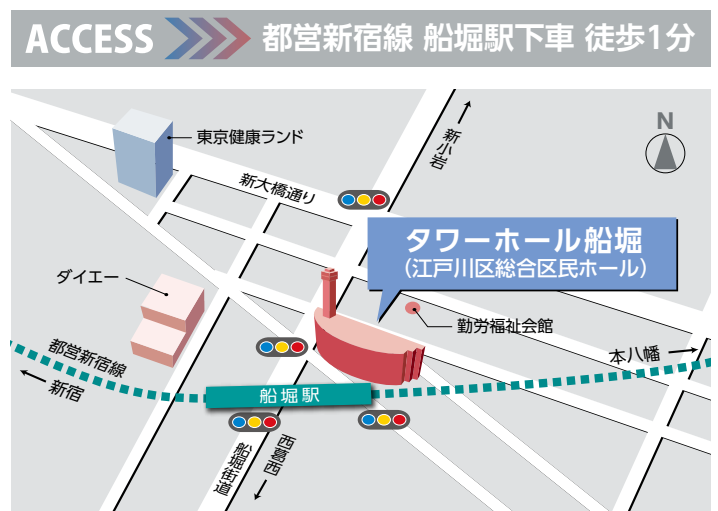 ACCESS 都営新宿線 船堀駅下車 徒歩1分
東京健康ランド
新小岩
N
新大橋通り
タワーホール船堀
（江戸川区総合区民ホール）
ダイエー
勤労福祉会館
都営新宿線
新宿
本八幡
船堀駅
船堀街道
西葛西